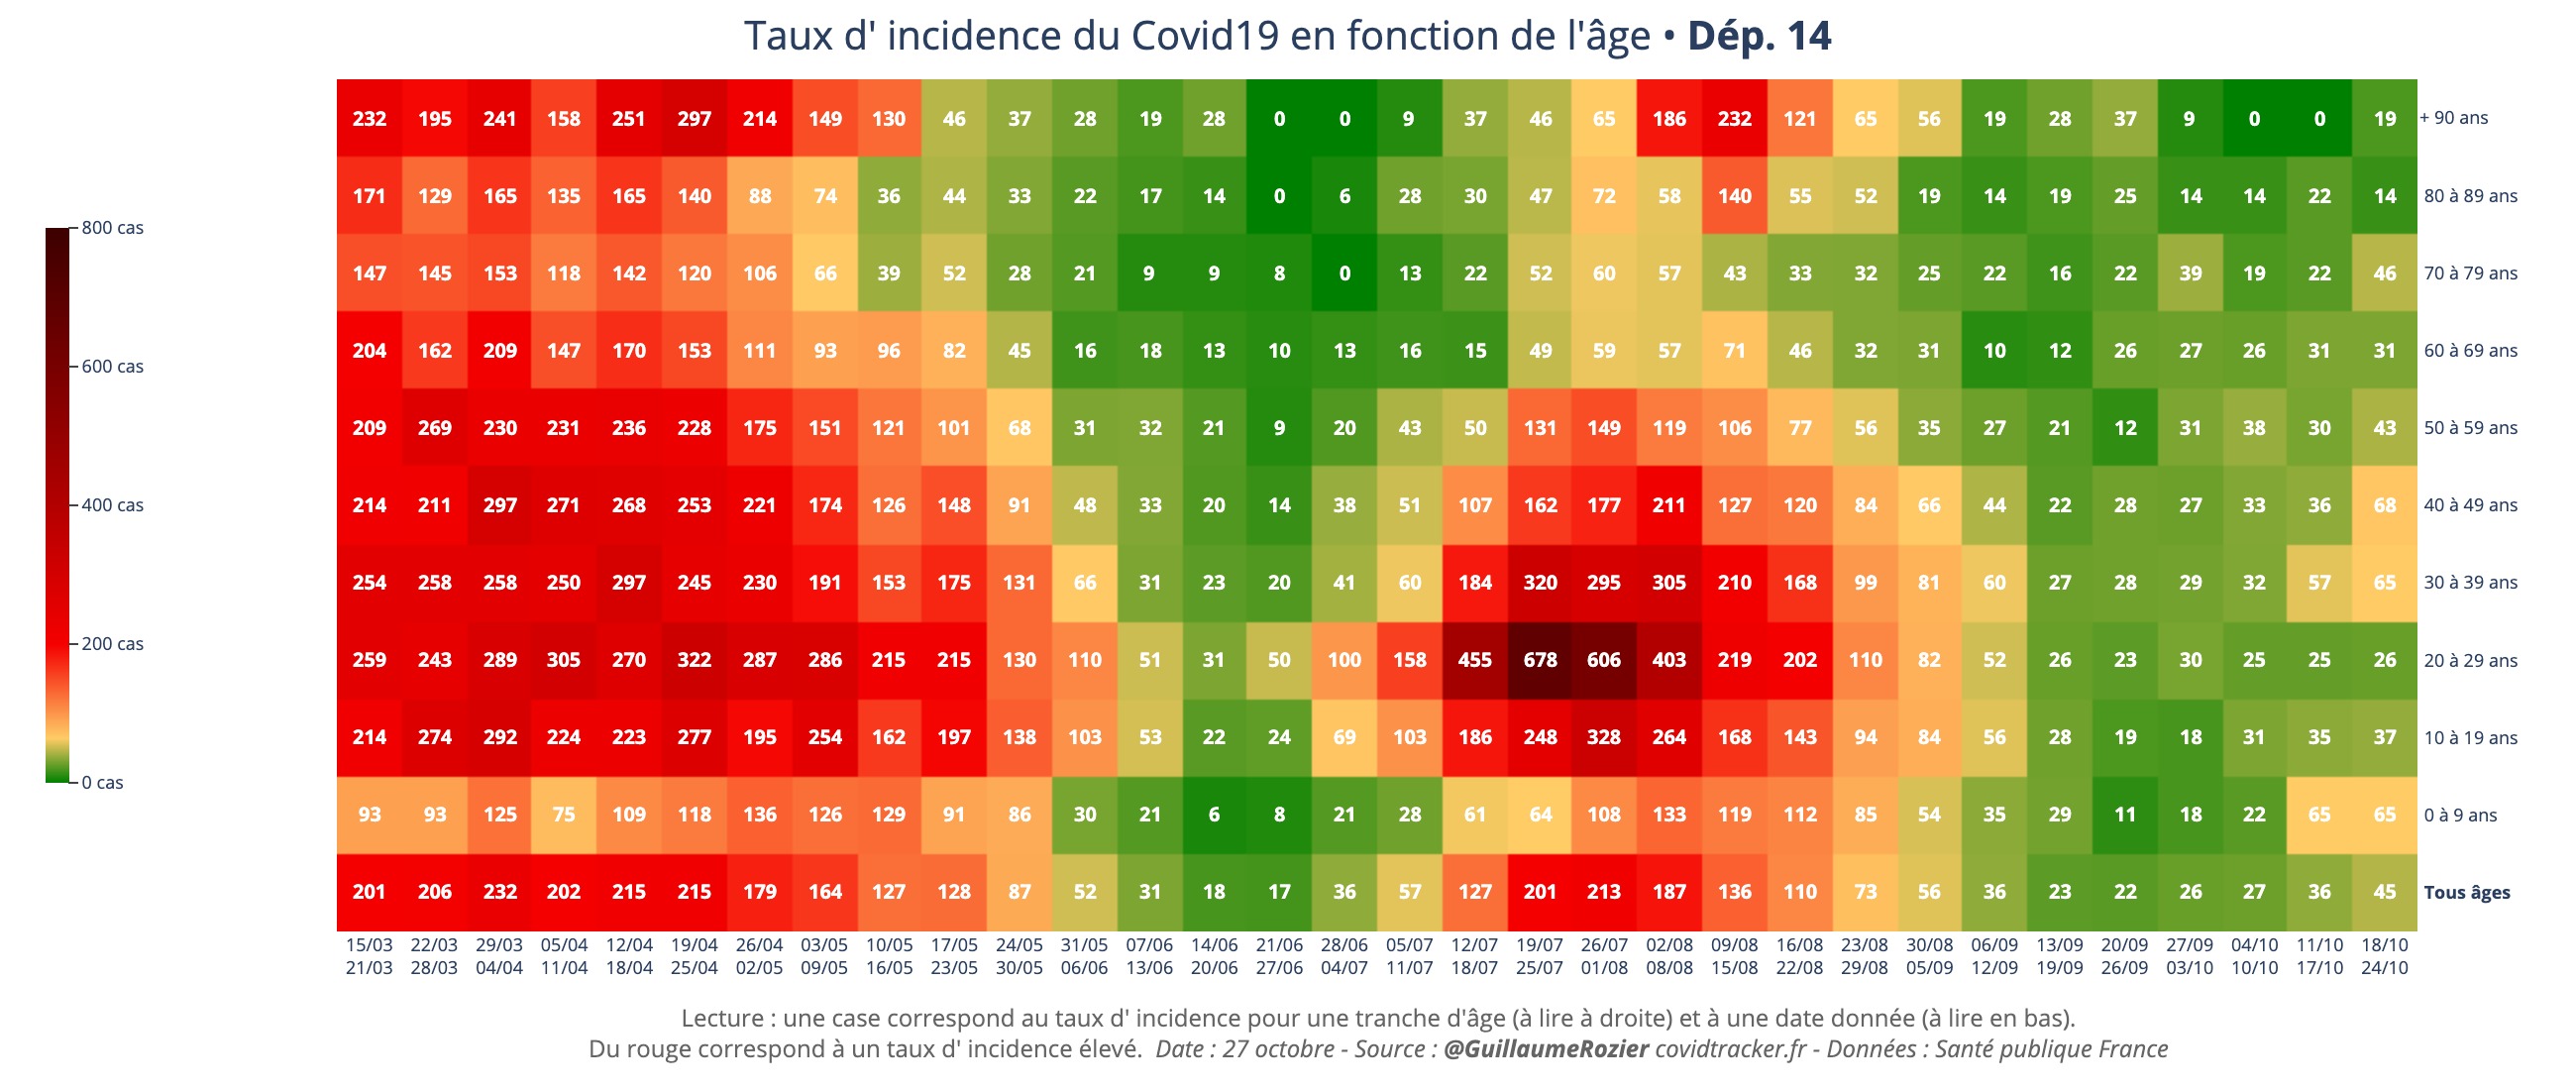 Taux d' incidence du Covid19 en fonction de l'âge • Dép. 14
232 195 241 158 251 297 214 149 130 46 37 28 19 28 0 0 9 37 46 65 186 232 121 65 56 19 28 37 9 0 0 19 + 90 ans
171 129 165 135 165 140 88 74 36 44 33 22 17 14 0 6 28 30 47 72 58 140 55 52 19 14 19 25 14 14 22 14 80 à 89 ans
800 cas
147 145 153 118 142 120 106 66 39 52 28 21 9 9 8 0 13 22 52 60 57 43 33 32 25 22 16 22 39 19 22 46 70 à 79 ans
204 162 209 147 170 153 111 93 96 82 45 16 18 13 10 13 16 15 49 59 57 71 46 32 31 10 12 26 27 26 31 31 60 à 69 ans
600 cas
209 269 230 231 236 228 175 151 121 101 68 31 32 21 9 20 43 50 131 149 119 106 77 56 35 27 21 12 31 38 30 43 50 à 59 ans
400 cas
214 211 297 271 268 253 221 174 126 148 91 48 33 20 14 38 51 107 162 177 211 127 120 84 66 44 22 28 27 33 36 68 40 à 49 ans
254 258 258 250 297 245 230 191 153 175 131 66 31 23 20 41 60 184 320 295 305 210 168 99 81 60 27 28 29 32 57 65 30 à 39 ans
200 cas
259 243 289 305 270 322 287 286 215 215 130 110 51 31 50 100 158 455 678 606 403 219 202 110 82 52 26 23 30 25 25 26 20 à 29 ans
214 274 292 224 223 277 195 254 162 197 138 103 53 22 24 69 103 186 248 328 264 168 143 94 84 56 28 19 18 31 35 37 10 à 19 ans
0 cas
93 93 125 75 109 118 136 126 129 91 86 30 21 6 8 21 28 61 64 108 133 119 112 85 54 35 29 11 18 22 65 65 0 à 9 ans
201 206 232 202 215 215 179 164 127 128 87 52 31 18 17 36 57 127 201 213 187 136 110 73 56 36 23 22 26 27 36 45 Tous âges
15/03 22/03 29/03 05/04 12/04 19/04 26/04 03/05 10/05 17/05 24/05 31/05 07/06 14/06 21/06 28/06 05/07 12/07 19/07 26/07 02/08 09/08 16/08 23/08 30/08 06/09 13/09 20/09 27/09 04/10 11/10 18/10
21/03 28/03 04/04 11/04 18/04 25/04 02/05 09/05 16/05 23/05 30/05 06/06 13/06 20/06 27/06 04/07 11/07 18/07 25/07 01/08 08/08 15/08 22/08 29/08 05/09 12/09 19/09 26/09 03/10 10/10 17/10 24/10
Lecture : une case correspond au taux d' incidence pour une tranche d'âge (à lire à droite) et à une date donnée (à lire en bas).
Du rouge correspond à un taux d' incidence élevé. Date : 27 octobre - Source : @GuillaumeRozier covidtracker.fr - Données : Santé publique France